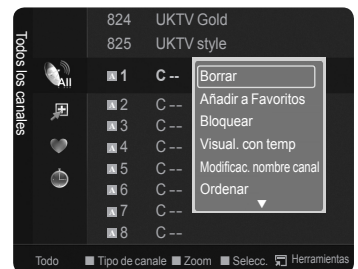 824 UKTV Gold
825 UKTV style
Todos los canales
All
A 1 C --
A 2 C --
A 3 C --
A 4 C --
A 5 C --
A 6 C --
A 7 C --
A 8 C --
Borrar
Añadir a Favoritos
Bloquear
Visual. con temp
Modificac. nombre canal
Ordenar
Todo Tipo de canale Zoom Selecc. Herramientas